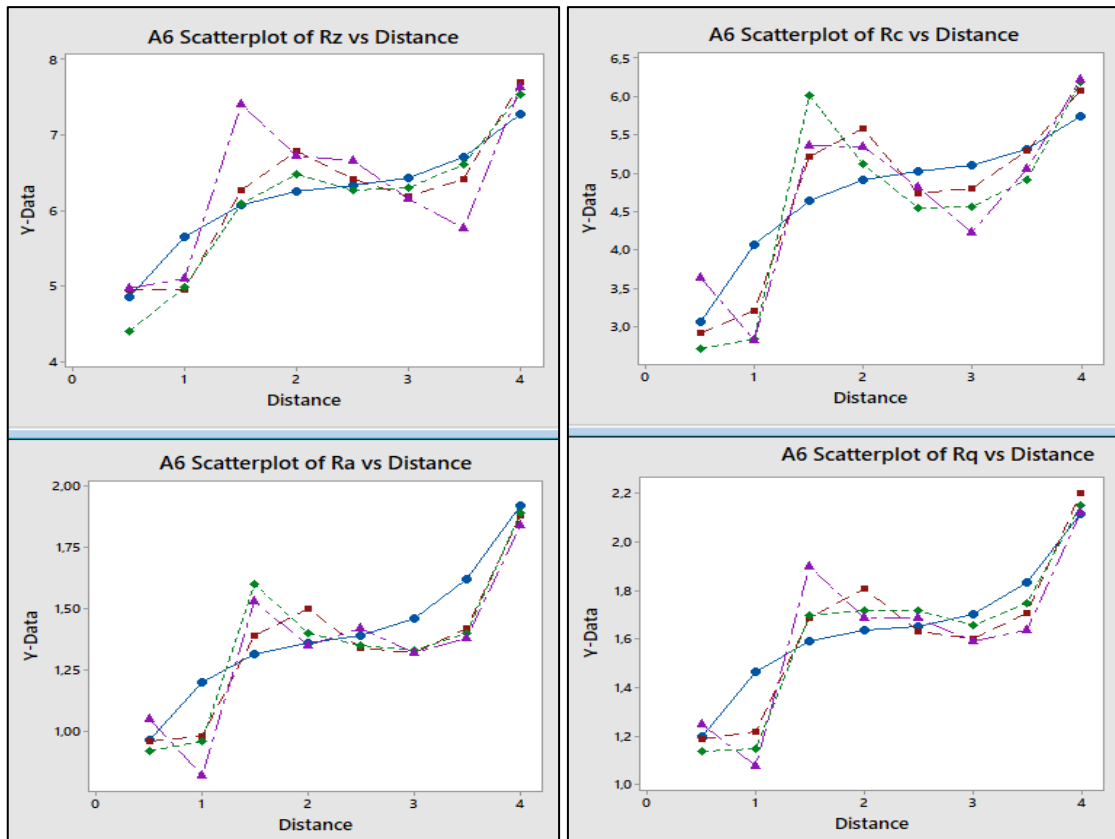 A6 Scatterplot of Rz vs Distance
8
7
6
5
4
Y-Data
0 1 2 3 4
Distance
A6 Scatterplot of Rc vs Distance
6,5
6,0
5,5
5,0
4,5
4,0
3,5
3,0
Y-Data
0 1 2 3 4
Distance
A6 Scatterplot of Ra vs Distance
2,00
1,75
1,50
1,25
1,00
Y-Data
0 1 2 3 4
Distance
A6 Scatterplot of Rq vs Distance
2,2
2,0
1,8
1,6
1,4
1,2
1,0
Y-Data
0 1 2 3 4
Distance